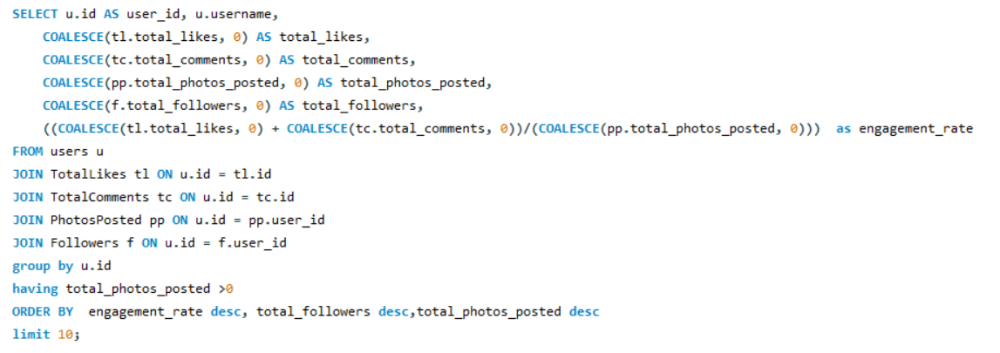 SELECT u.id AS user_id, u.username,
COALESCE(tl.total_likes, 0) AS total_likes,
COALESCE(tc.total_comments, 0) AS total_comments,
COALESCE(pp.total_photos_posted, 0) AS total_photos_posted,
COALESCE(f.total_followers, 0) AS total_followers,
((COALESCE(tl.total_likes, 0) + COALESCE(tc.total_comments, 0))/(COALESCE(pp.total_photos_posted, 0)))  as engagement_rate
FROM users u
JOIN TotalLikes tl ON u.id = tl.id
JOIN TotalComments tc ON u.id = tc.id
JOIN PhotosPosted pp ON u.id = pp.user_id
JOIN Followers f ON u.id = f.user_id
group by u.id
having total_photos_posted >0
ORDER BY  engagement_rate desc, total_followers desc,total_photos_posted desc
limit 10;